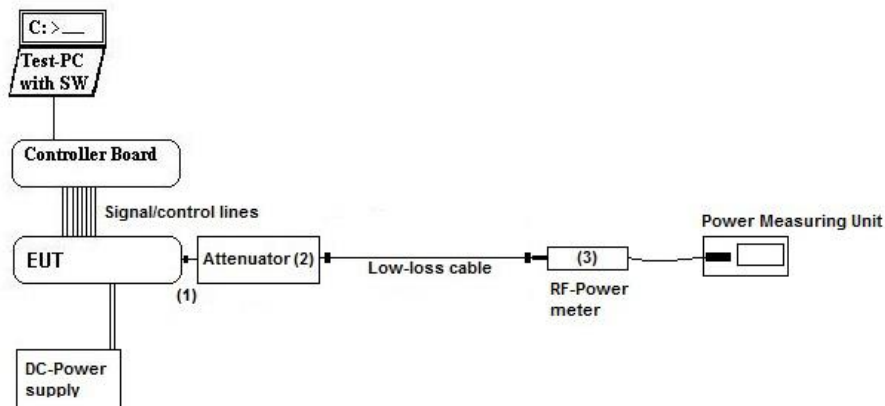 C: >__
Test-PC
with SW
Controller Board
Signal/control lines
Power Measuring Unit
EUT
Attenuator (2)
Low-loss cable
(3)
(1)
RF-Power
meter
DC-Power
supply